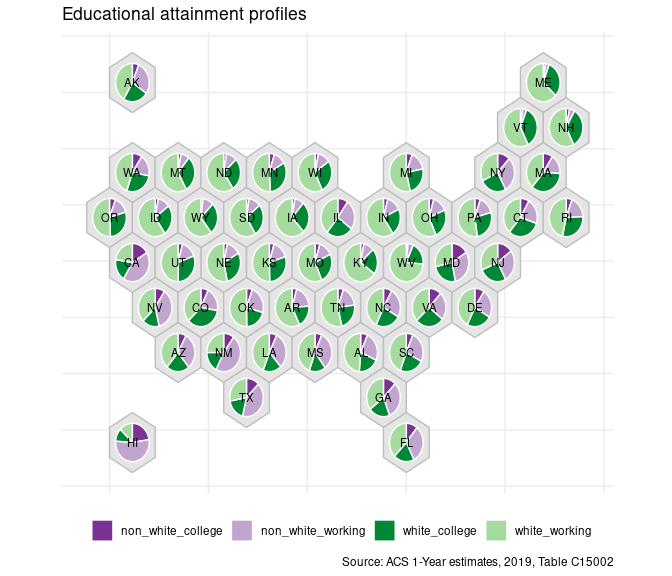 Educational attainment profiles
AK
ME
VT NH
WA MT ND MN WI MI NY MA
OR ID WY SD IA IL IN OH PA CT RI
CA UT NE KS MO KY WV MD NJ
NV CO OK AR TN NC VA DE
AZ NM LA MS AL SC
TX GA
HI FL
non_white_college non_white_working white_college white_working
Source: ACS 1-Year estimates, 2019, Table C15002